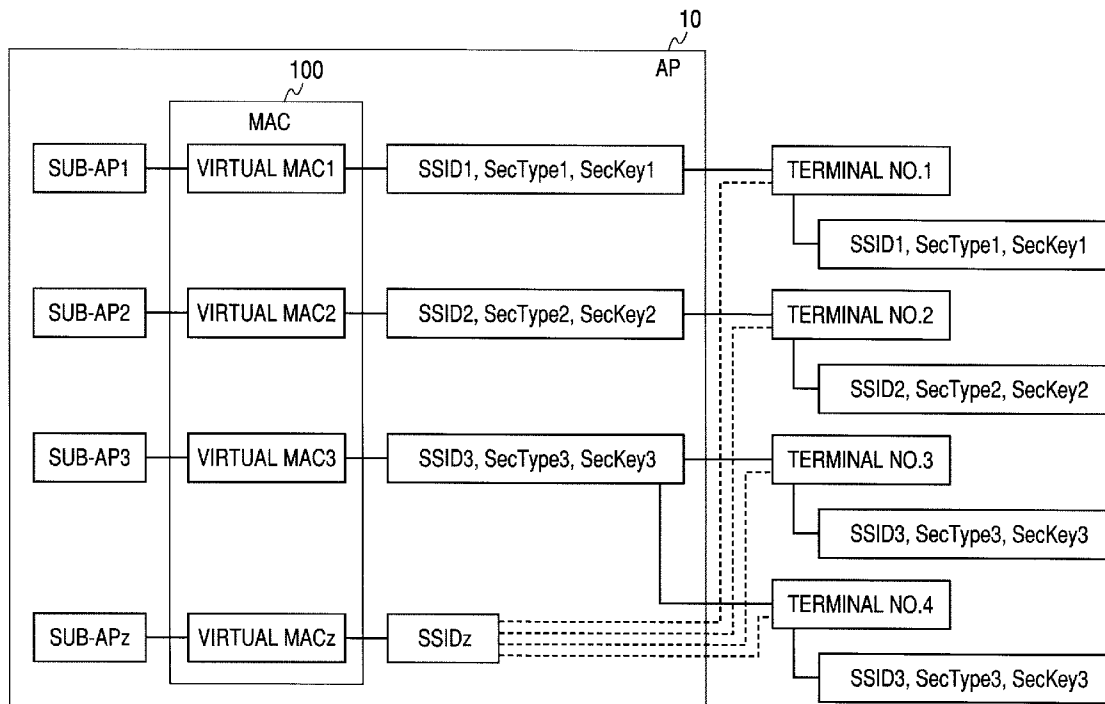 10
AP
100
MAC
SUB-AP1
VIRTUAL MAC1
SSID1, SecType1, SecKey1
TERMINAL NO.1
SSID1, SecType1, SecKey1
SUB-AP2
VIRTUAL MAC2
SSID2, SecType2, SecKey2
TERMINAL NO.2
SSID2, SecType2, SecKey2
SUB-AP3
VIRTUAL MAC3
SSID3, SecType3, SecKey3
TERMINAL NO.3
SSID3, SecType3, SecKey3
SUB-APz
VIRTUAL MACz
SSIDz
TERMINAL NO.4
SSID3, SecType3, SecKey3